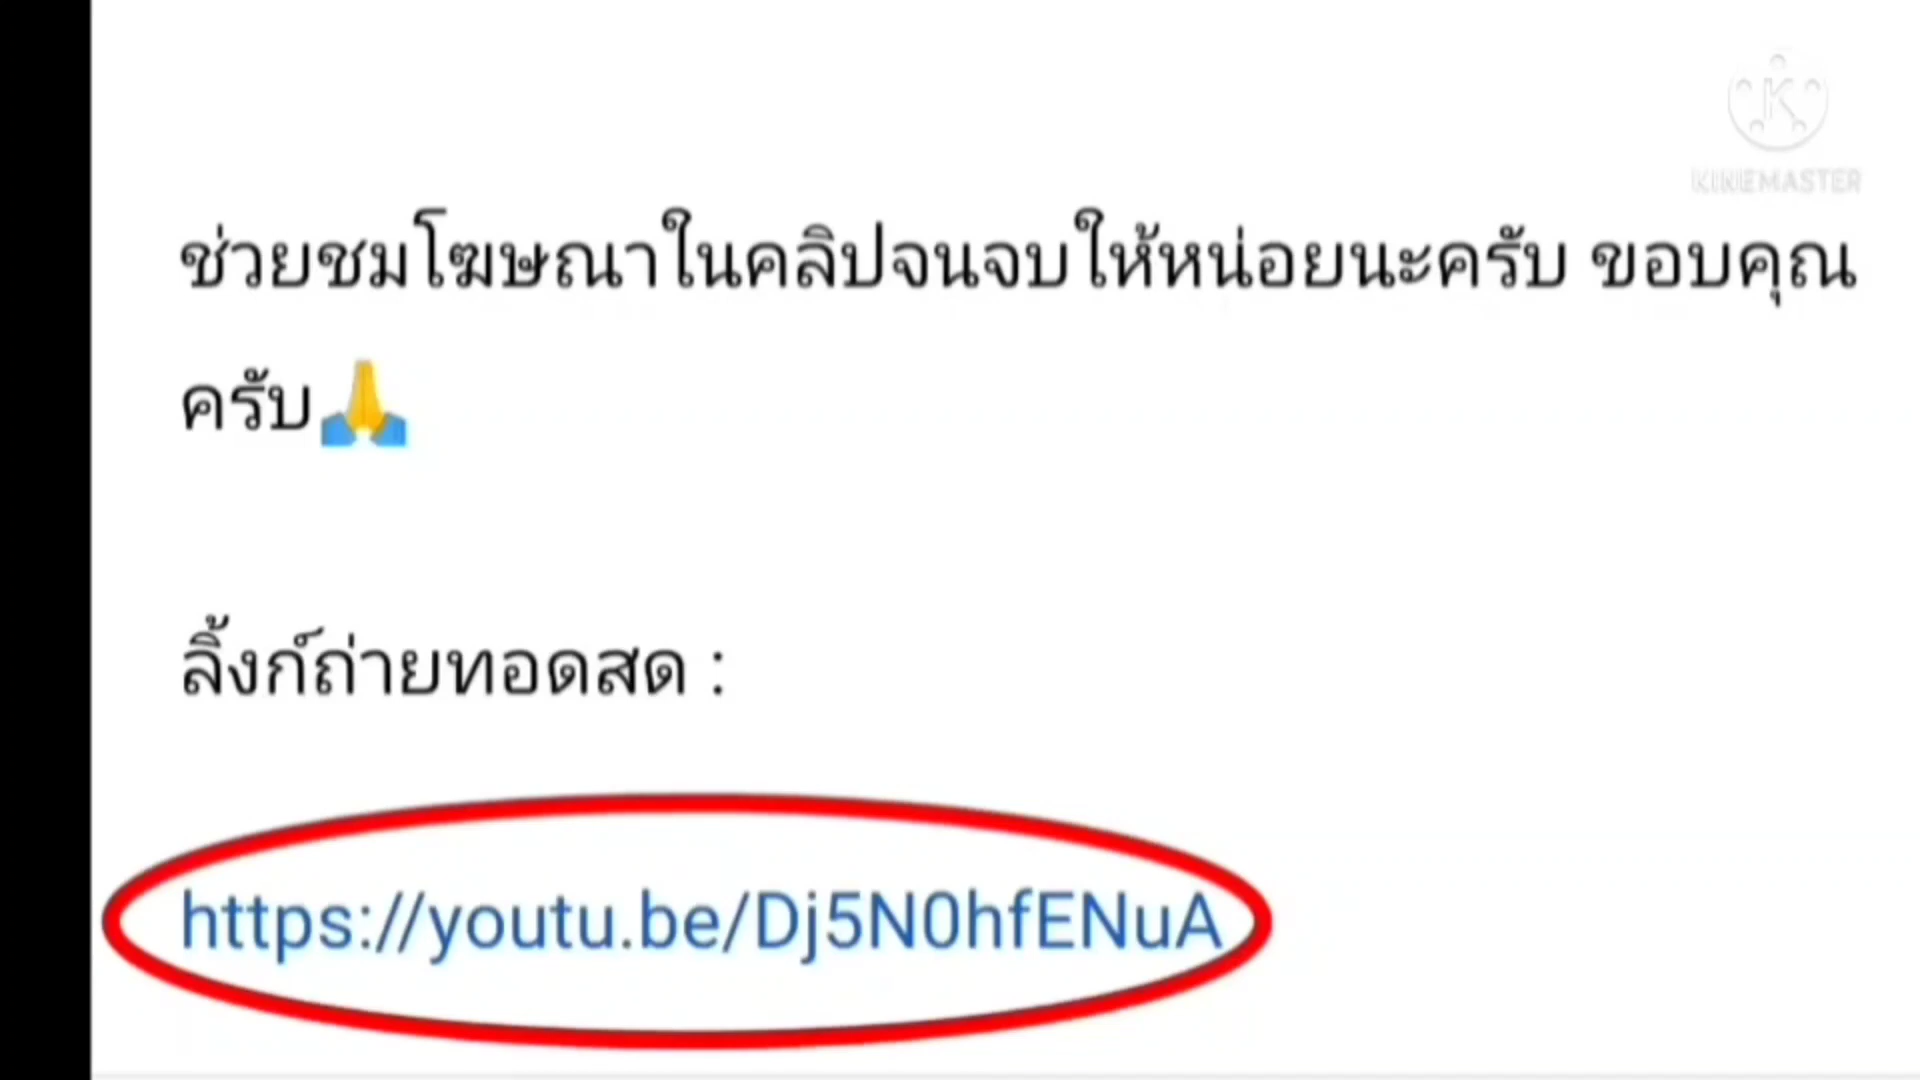 KINEMASTER
ช่วยชมโฆษณาในคลิปจนจบให้หน่อยนะครับ ขอบคุณ
ครับ🙏
ลิ้งก์ถ่ายทอดสด :
https://youtu.be/Dj5N0hfENuA